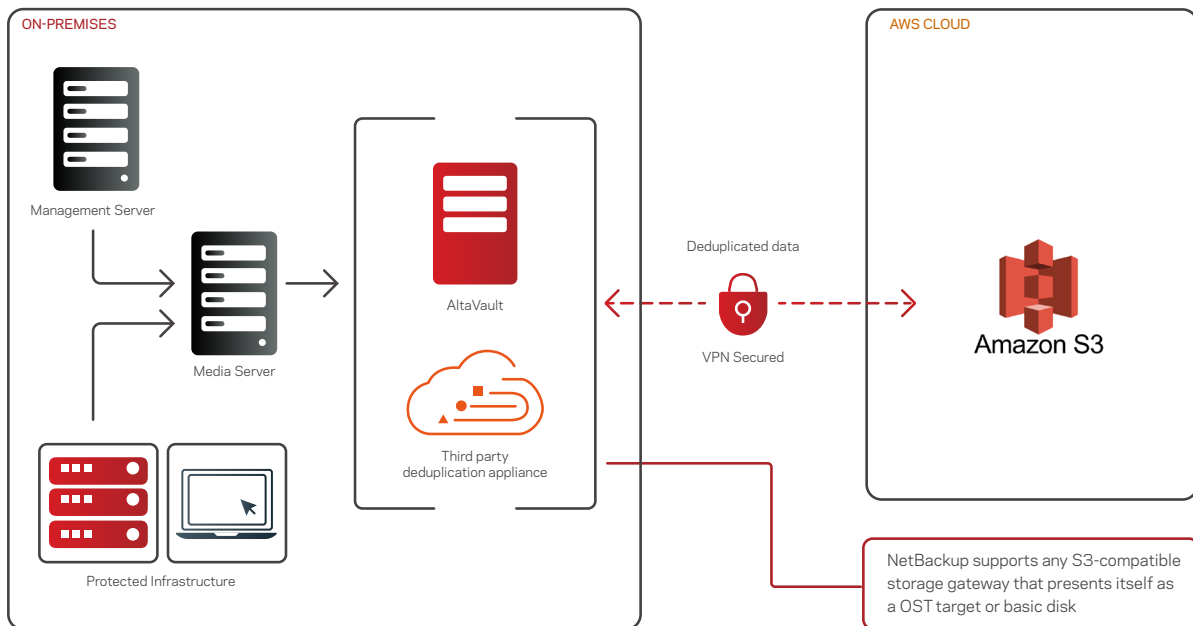 ON-PREMISES
AWS CLOUD
Management Server
Media Server
AltaVault
Third party
deduplication appliance
Protected Infrastructure
Deduplicated data
VPN Secured
Amazon S3
NetBackup supports any S3-compatible
storage gateway that presents itself as
a OST target or basic disk